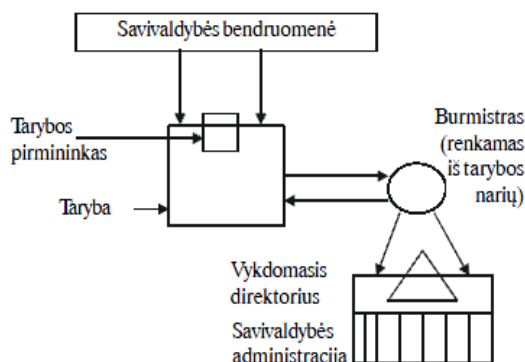 Savivaldybės bendruomenė
Tarybos
pirmininkas
Taryba
Burmistras
(renkamas
iš tarybos
narių)
Vykdomasis
direktorius
Savivaldybės
administracija